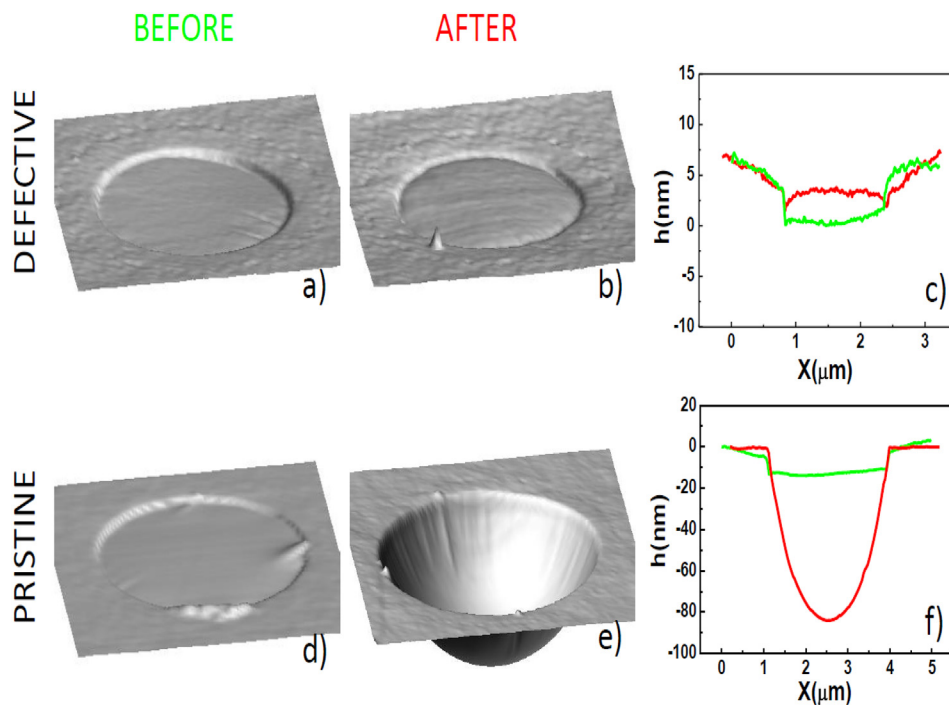 BEFORE
AFTER
DEFECTIVE
a)
b)
15
10
5
0
-5
-10
h(nm)
0
1
2
3
X(μm)
c)
PRISTINE
d)
e)
20
0
-20
-40
-60
-80
-100
h(nm)
0
1
2
3
4
5
X(μm)
f)